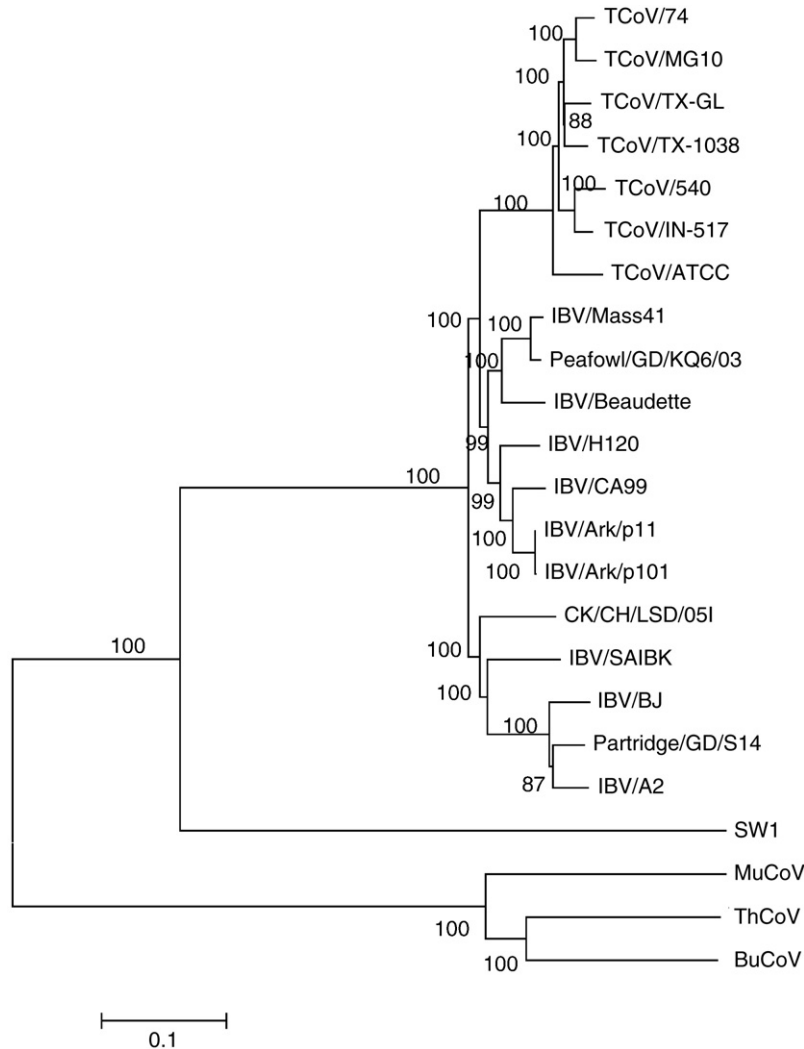 TCoV/74
100
TCoV/MG10
100
TCoV/TX-GL
88
100
TCoV/TX-1038
100
TCoV/540
100
TCoV/IN-517
TCoV/ATCC
100
IBV/Mass41
100
100
Peafowl/GD/KQ6/03
IBV/Beaudette
99
IBV/H120
100
IBV/CA99
99
IBV/Ark/p11
100
100
IBV/Ark/p101
CK/CH/LSD/05I
100
100
IBV/SAIBK
100
IBV/BJ
100
Partridge/GD/S14
87
IBV/A2
SW1
MuCoV
100
ThCoV
100
BuCoV
0.1